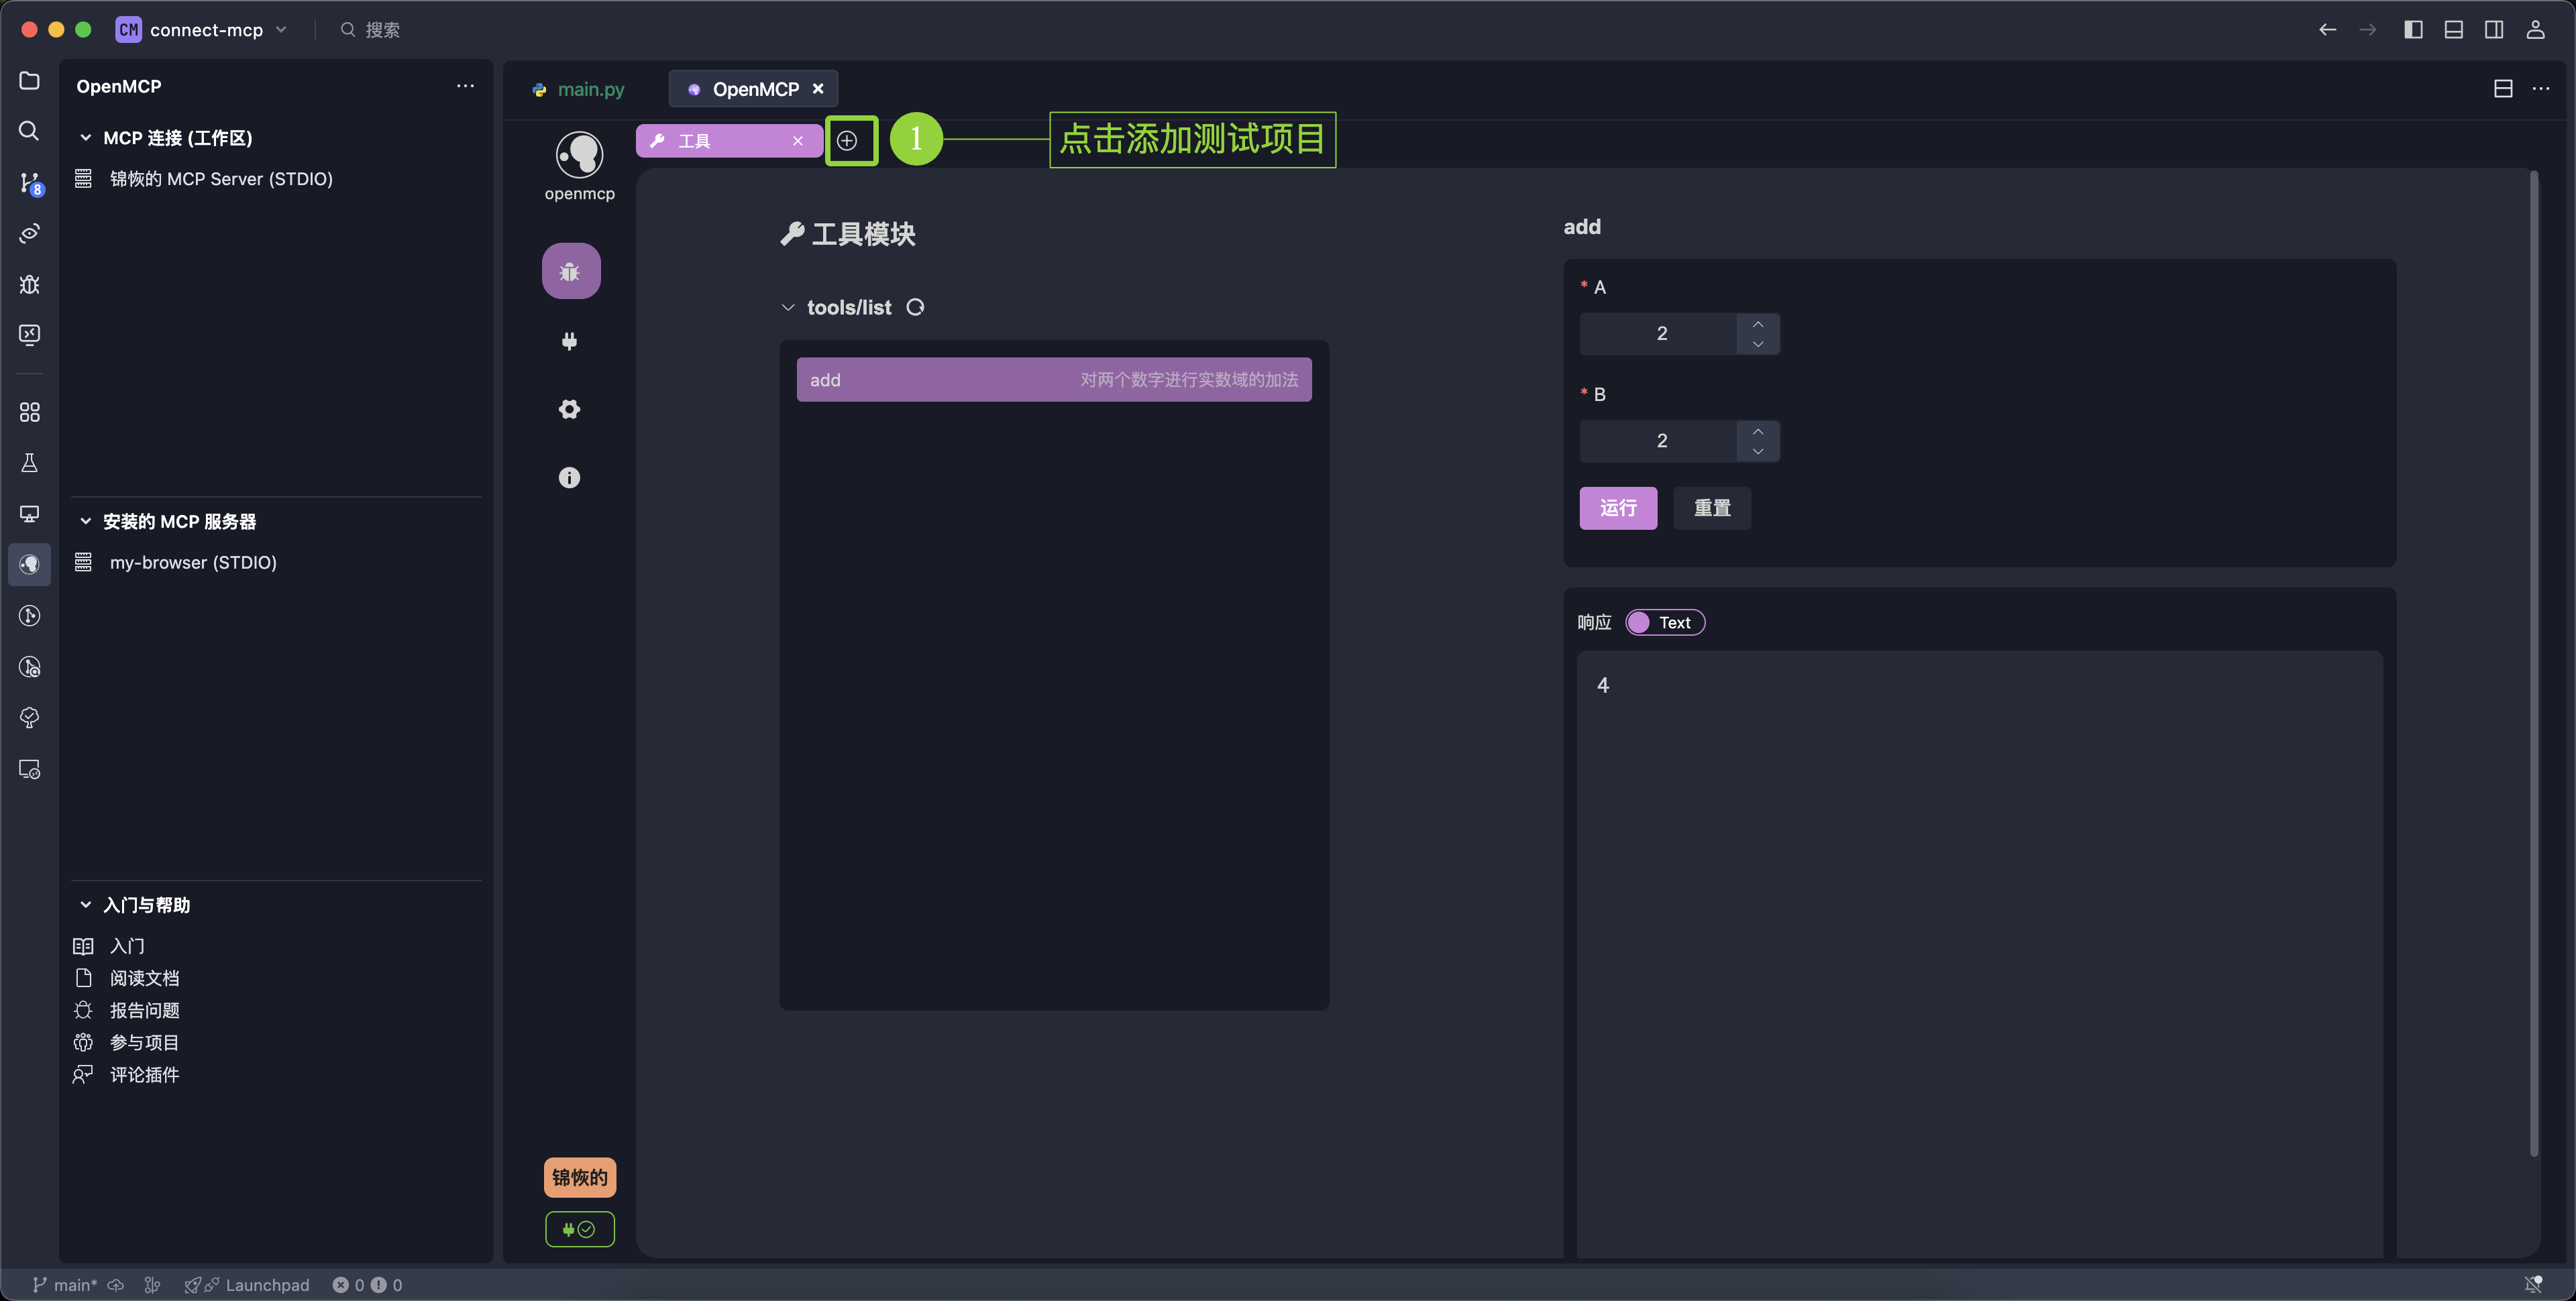 CM connect-mcp
搜索
OpenMCP
MCP 连接 (工作区)
锦恢的 MCP Server (STDIO)
8
安装的 MCP 服务器
my-browser (STDIO)
入门与帮助
入门
阅读文档
报告问题
参与项目
评论插件
main.py
OpenMCP
openmcp
工具
1
点击添加测试项目
工具模块
tools/list
add
对两个数字进行实数域的加法
add
* A
2
* B
2
运行
重置
响应
Text
4
锦恢的
main*
Launchpad
0
0